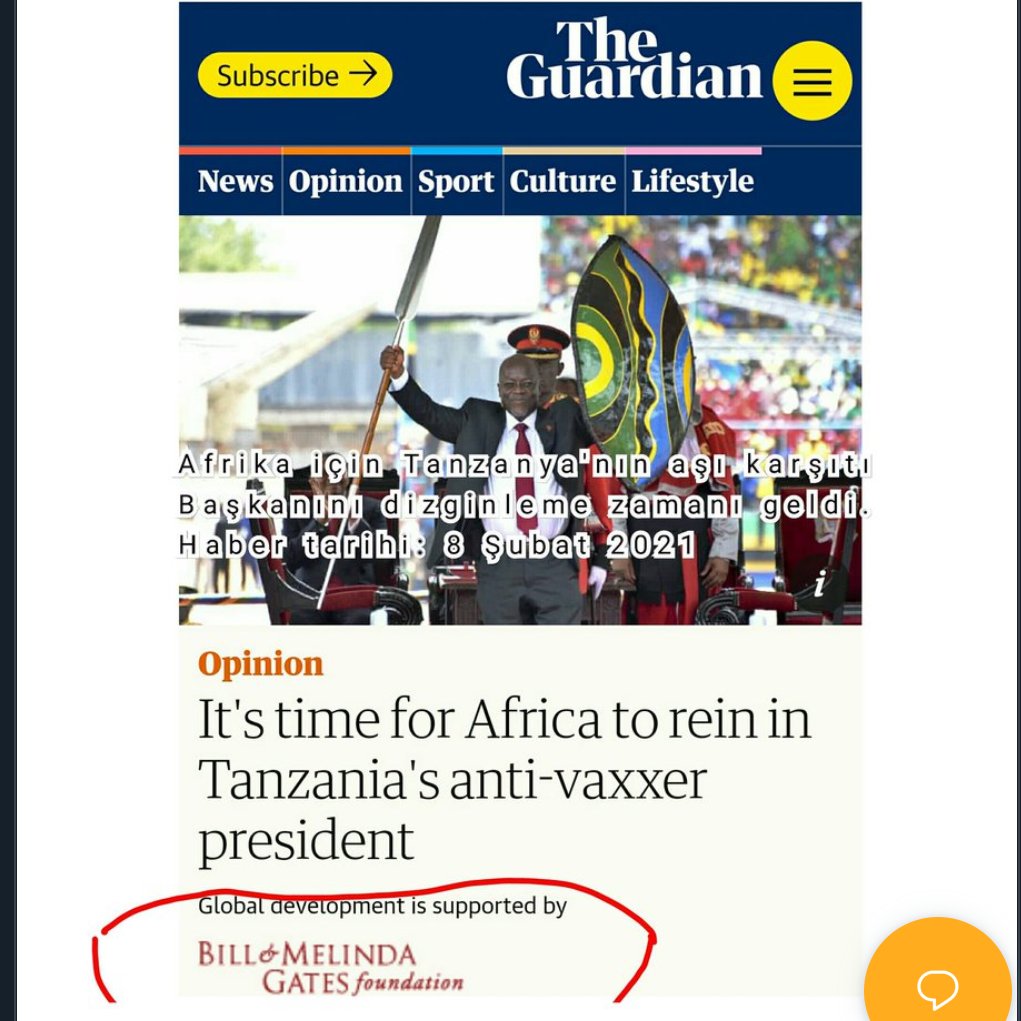 Subscribe →
The
Guardian
News Opinion Sport Culture Lifestyle
Afrika için Tanzanya'nın aşı karşıtı
Başkanını dizginleme zamanı geldi.
Haber tarihi: 8 Şubat 2021
i
Opinion
It's time for Africa to rein in
Tanzania's anti-vaxxer
president
Global development is supported by
BILL & MELINDA
GATES foundation